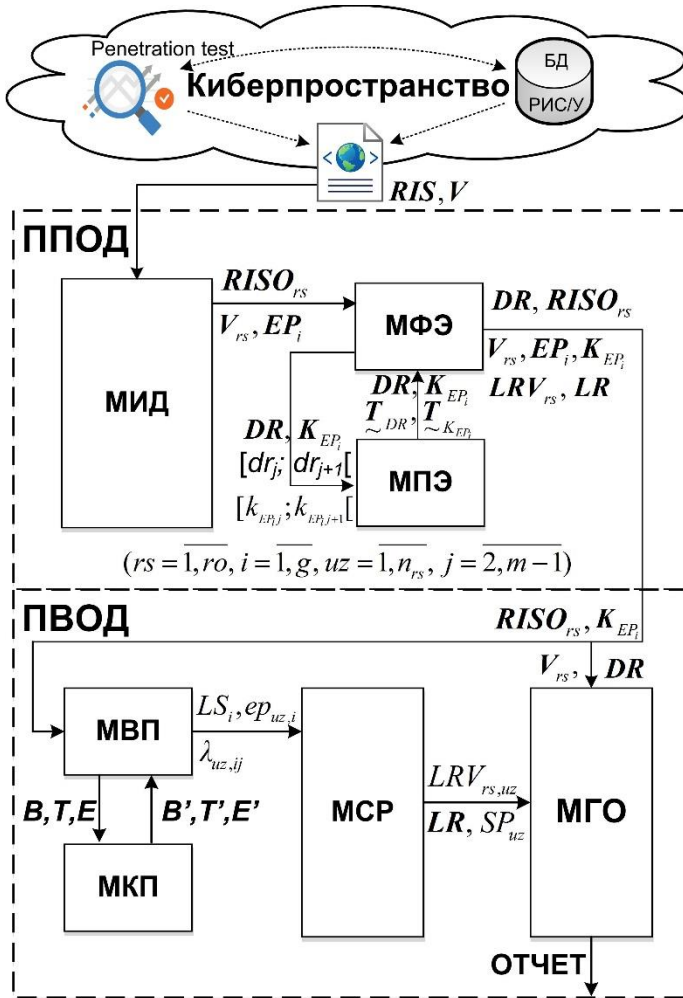 Penetration test
БД
Киберпространство
РИС/У
RIS, V
ППОД
МИД
RISO_rs
V_rs, EP_i
МФЭ
DR, RISO_rs
V_rs, EP_i, K_EP_i
LRV_rs, LR
DR, K_EP_i
T_DR, T_K_EP_i
DR, K_EP_i
[dr_j; dr_j+1[
[k_EP_i j; k_EP_i j+1[
МПЭ
(rs = 1, ro, i = 1, g, uz = 1, n_rs, j = 2, m−1)
ПВОД
RISO_rs, K_EP_i
V_rs, DR
МВП
LS_i, ep_uz,i
λ_uz,ij
B,T,E
B’,T’,E’
МКП
МСР
LRV_rs,uz
LR, SP_uz
МГО
ОТЧЕТ